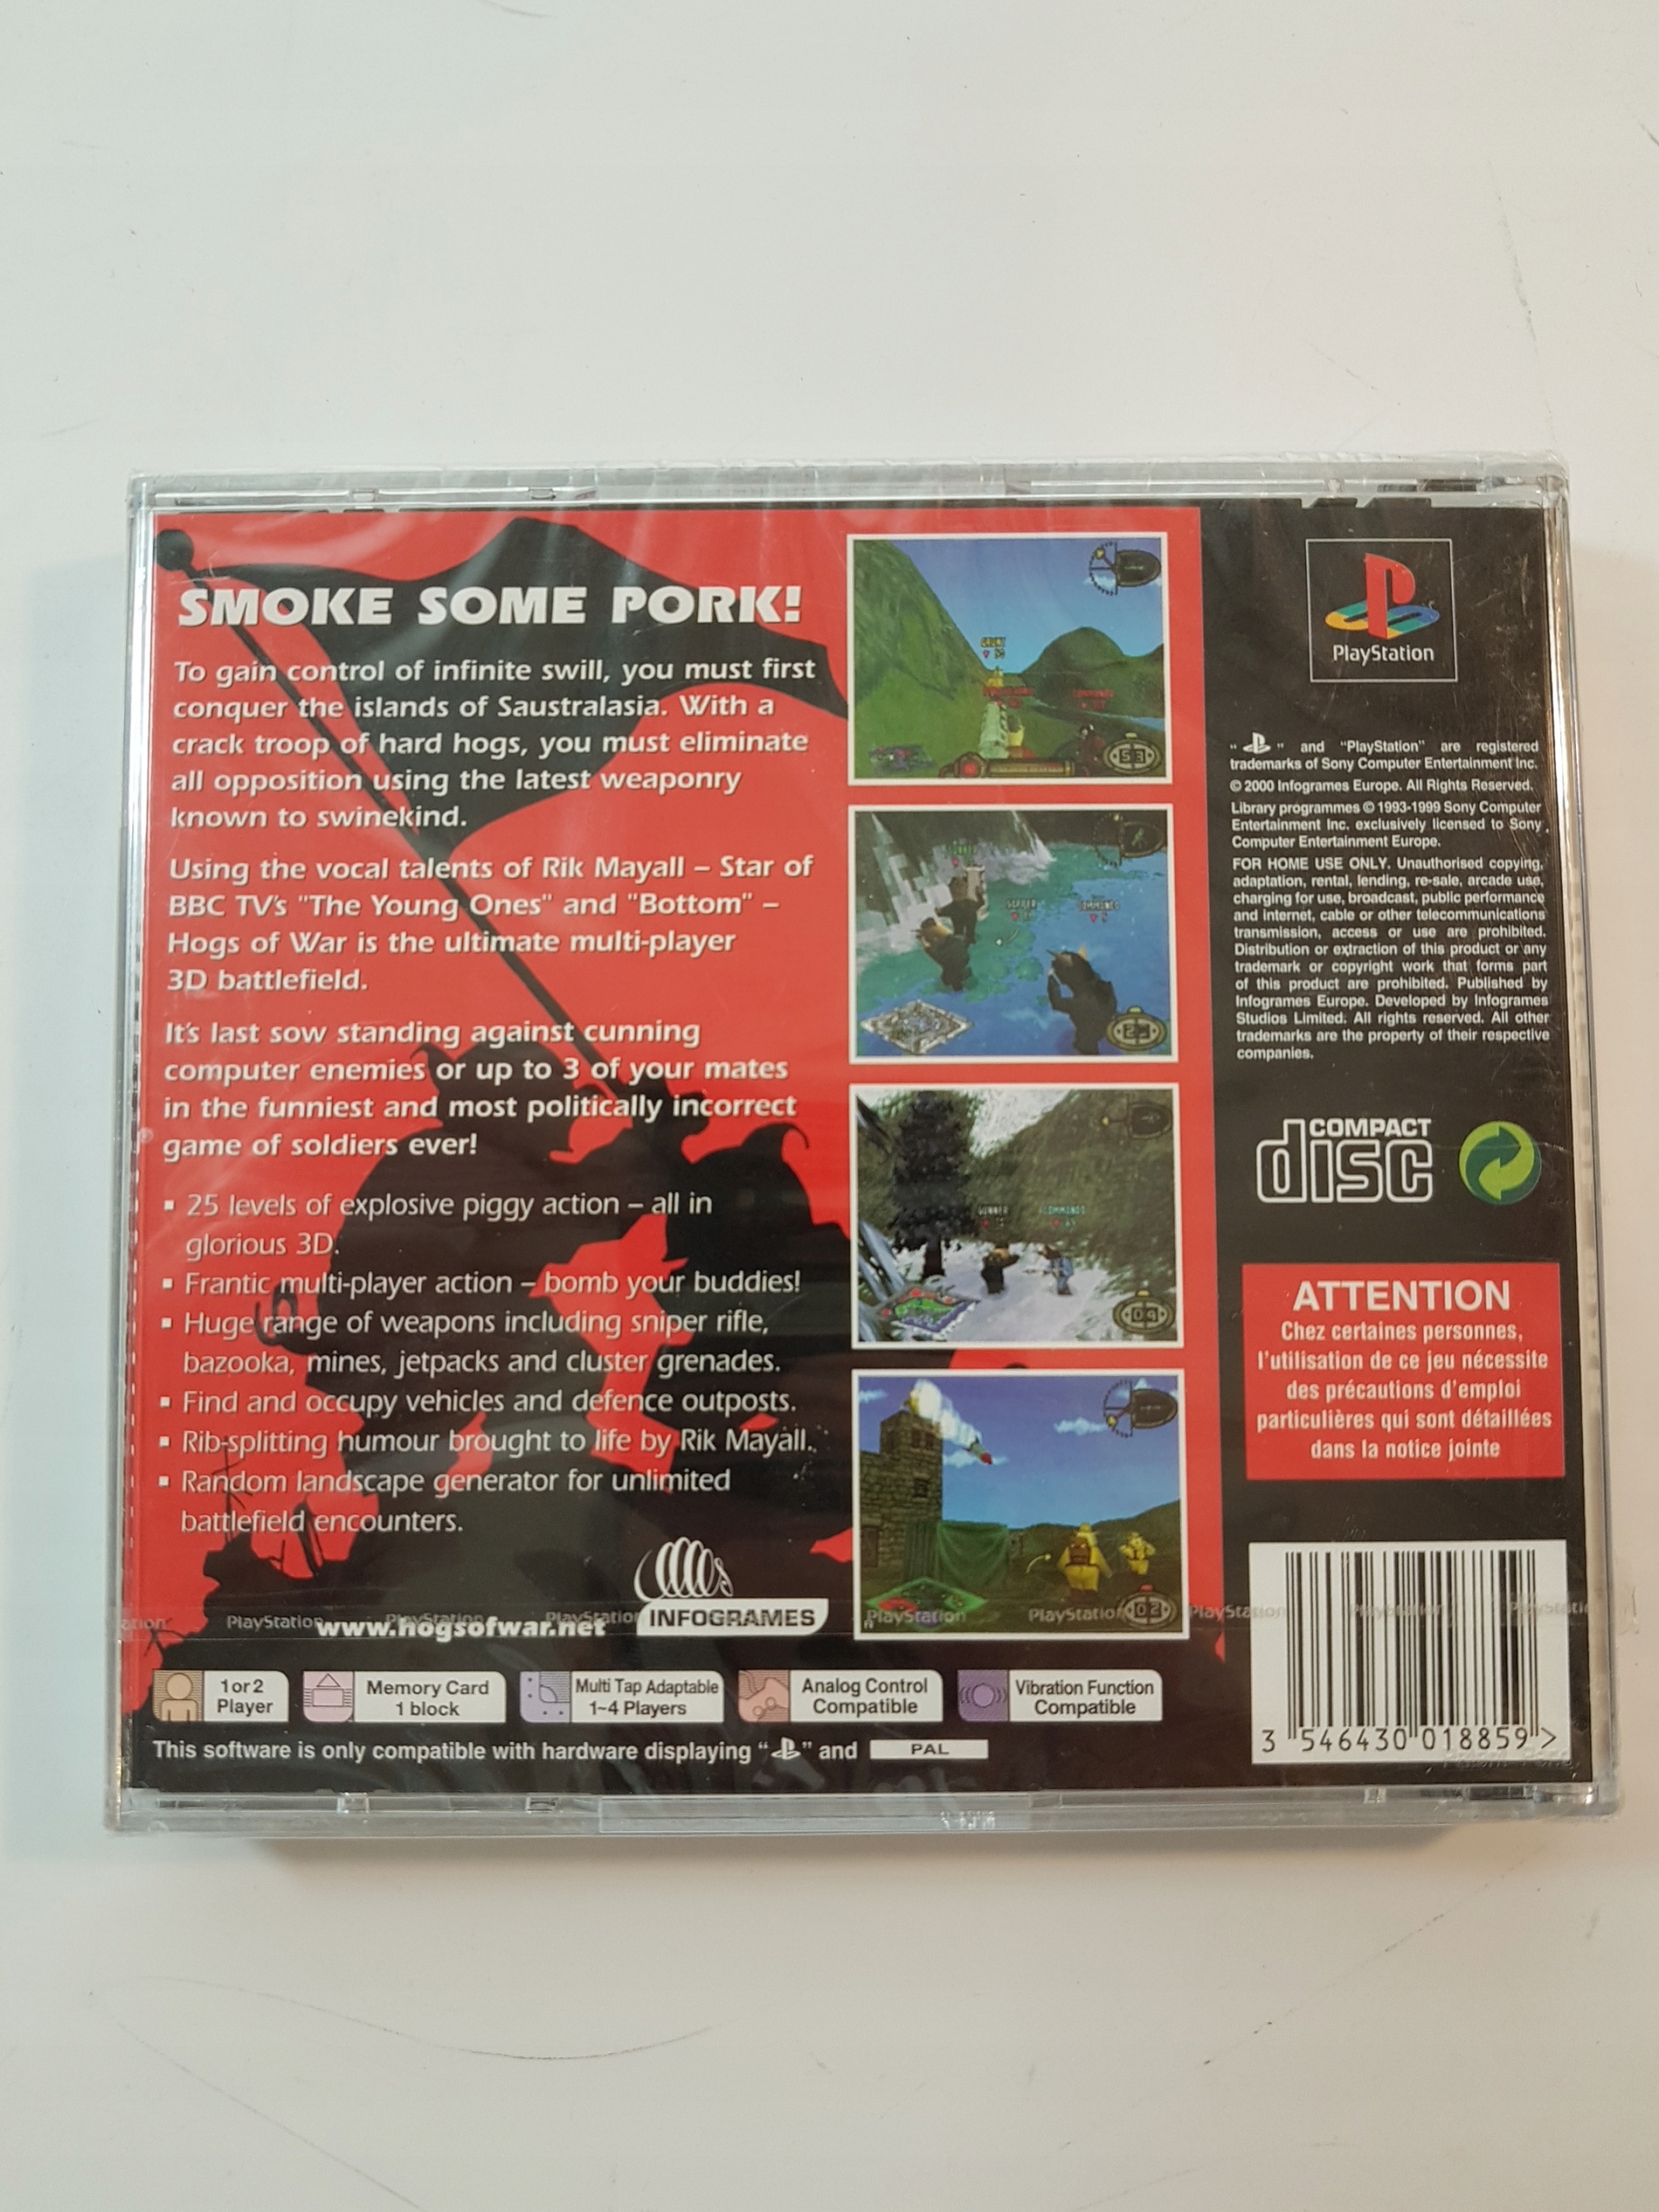 SMOKE SOME PORK!
To gain control of infinite swill, you must first
conquer the islands of Saustralasia. With a
crack troop of hard hogs, you must eliminate
all opposition using the latest weaponry
known to swinekind.
Using the vocal talents of Rik Mayall – Star of
BBC TV's "The Young Ones" and "Bottom" –
Hogs of War is the ultimate multi-player
3D battlefield.
It's last sow standing against cunning
computer enemies or up to 3 of your mates
in the funniest and most politically incorrect
game of soldiers ever!
▪ 25 levels of explosive piggy action – all in
glorious 3D.
▪ Frantic multi-player action – bomb your buddies!
▪ Huge range of weapons including sniper rifle,
bazooka, mines, jetpacks and cluster grenades.
▪ Find and occupy vehicles and defence outposts.
▪ Rib-splitting humour brought to life by Rik Mayall.
▪ Random landscape generator for unlimited
battlefield encounters.
www.hogsofwar.net
INFOGRAMES
PlayStation PlayStation PlayStation PlayStation PlayStation PlayStation PlayStation
1 or 2
Player
Memory Card
1 block
Multi Tap Adaptable
1~4 Players
Analog Control
Compatible
Vibration Function
Compatible
This software is only compatible with hardware displaying " " and PAL
GRUNT
COMMANDO
53
SAPPER
COMMANDO
GUNNER
COMMANDO
09
02
PlayStation
" " and "PlayStation" are registered
trademarks of Sony Computer Entertainment Inc.
© 2000 Infogrames Europe. All Rights Reserved.
Library programmes © 1993-1999 Sony Computer
Entertainment Inc. exclusively licensed to Sony
Computer Entertainment Europe.
FOR HOME USE ONLY. Unauthorised copying,
adaptation, rental, lending, re-sale, arcade use,
charging for use, broadcast, public performance
and internet, cable or other telecommunications
transmission, access or use are prohibited.
Distribution or extraction of this product or any
trademark or copyright work that forms part
of this product are prohibited. Published by
Infogrames Europe. Developed by Infogrames
Studios Limited. All rights reserved. All other
trademarks are the property of their respective
companies.
COMPACT
disc
ATTENTION
Chez certaines personnes,
l'utilisation de ce jeu nécessite
des précautions d'emploi
particulières qui sont détaillées
dans la notice jointe
3 546430 018859 >